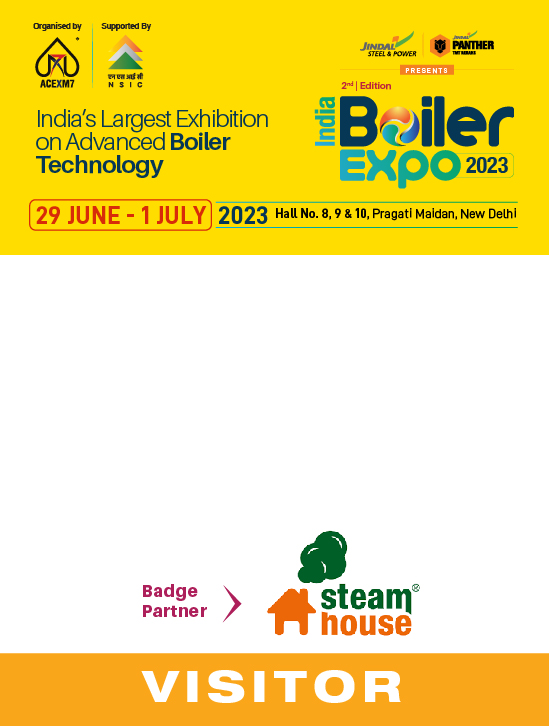 Organised by
Supported By
ACEXM7
एन एस आई सी
N S I C
JINDAL
STEEL & POWER
JINDAL
PANTHER
TMT REBARS
PRESENTS
2nd | Edition
India
Boiler
EXPO 2023
India's Largest Exhibition
on Advanced Boiler
Technology
29 JUNE - 1 JULY 2023 Hall No. 8, 9 & 10, Pragati Maidan, New Delhi
Badge
Partner
steam®
house
VISITOR